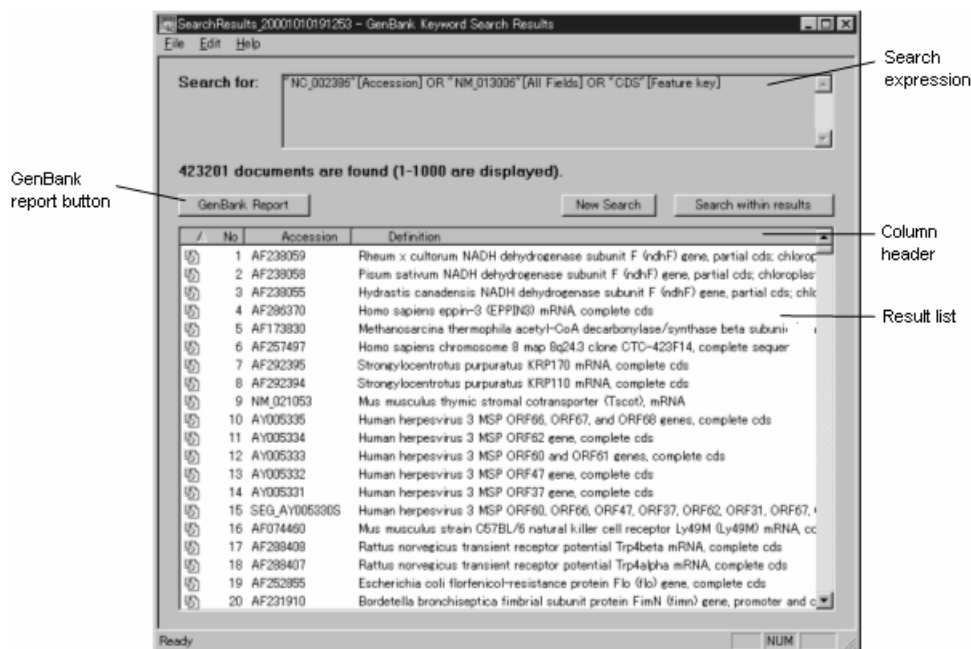 SearchResults_20001010191253 - GenBank Keyword Search Results
File Edit Help
Search for:
"NC_002386"[Accession] OR "NM_013006"[All Fields] OR "CDS"[Feature key]
Search
expression
423201 documents are found (1-1000 are displayed).
GenBank
report button
GenBank Report New Search Search within results
No Accession Definition
Column
header
1 AF238059 Rheum x cultorum NADH dehydrogenase subunit F (ndhF) gene, partial cds; chlorop
2 AF238058 Pisum sativum NADH dehydrogenase subunit F (ndhF) gene, partial cds; chloroplas
3 AF238055 Hydrastis canadensis NADH dehydrogenase subunit F (ndhF) gene, partial cds; chlc
4 AF286370 Homo sapiens eppin-3 (EPPIN3) mRNA, complete cds
Result list
5 AF173830 Methanosarcina thermophila acetyl-CoA decarbonylase/synthase beta subuni
6 AF257497 Homo sapiens chromosome 8 map 8q24.3 clone CTC-423F14, complete sequer
7 AF292395 Strongylocentrotus purpuratus KRP170 mRNA, complete cds
8 AF292394 Strongylocentrotus purpuratus KRP110 mRNA, complete cds
9 NM_021053 Mus musculus thymic stromal cotransporter (Tscot), mRNA
10 AY005335 Human herpesvirus 3 MSP ORF66, ORF67, and ORF68 genes, complete cds
11 AY005334 Human herpesvirus 3 MSP ORF62 gene, complete cds
12 AY005333 Human herpesvirus 3 MSP ORF60 and ORF61 genes, complete cds
13 AY005332 Human herpesvirus 3 MSP ORF47 gene, complete cds
14 AY005331 Human herpesvirus 3 MSP ORF37 gene, complete cds
15 SEG_AY005330S Human herpesvirus 3 MSP ORF60, ORF66, ORF47, ORF37, ORF62, ORF31, ORF67, (
16 AF074460 Mus musculus strain C57BL/6 natural killer cell receptor Ly49M (Ly49M) mRNA, cc
17 AF288408 Rattus norvegicus transient receptor potential Trp4beta mRNA, complete cds
18 AF288407 Rattus norvegicus transient receptor potential Trp4alpha mRNA, complete cds
19 AF252855 Escherichia coli florfenicol-resistance protein Flo (flo) gene, complete cds
20 AF231910 Bordetella bronchiseptica fimbrial subunit protein FimN (fimn) gene, promoter and c
Ready NUM